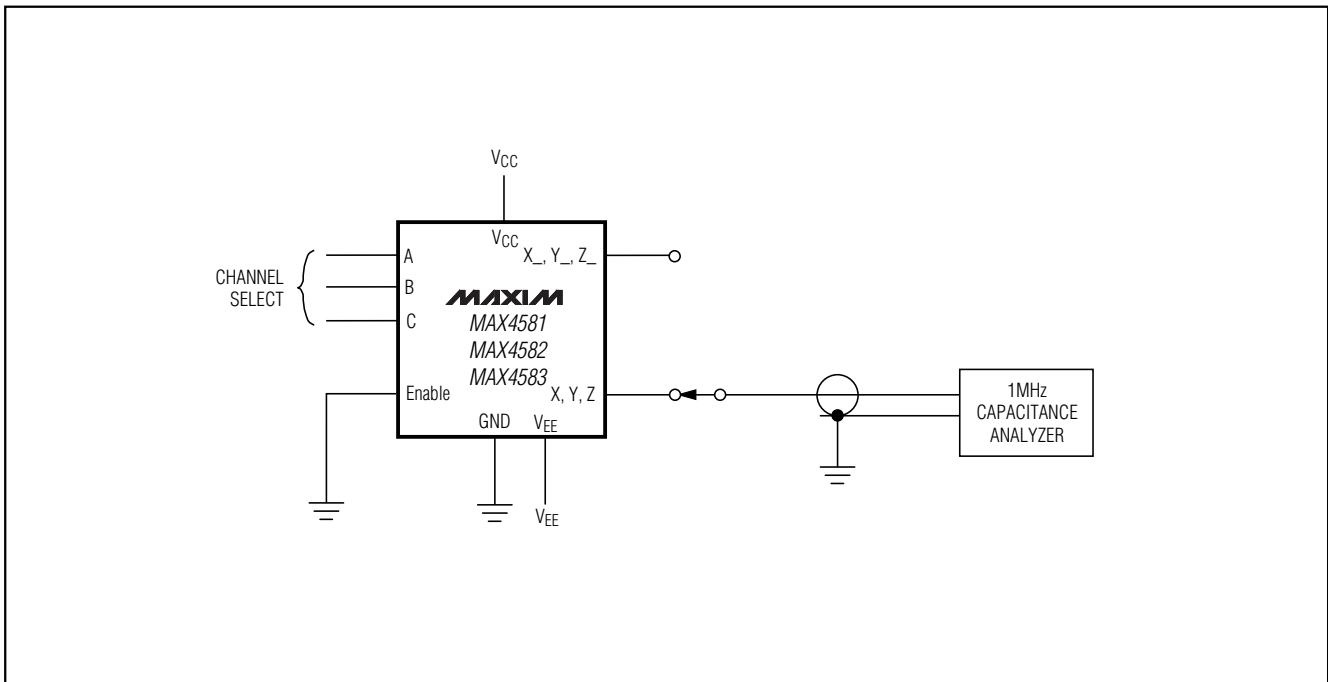 VCC
VCC
X_, Y_, Z_
A
CHANNEL
SELECT
B
C
MAXIM
MAX4581
MAX4582
MAX4583
Enable
X, Y, Z
GND
VEE
VEE
1MHz
CAPACITANCE
ANALYZER